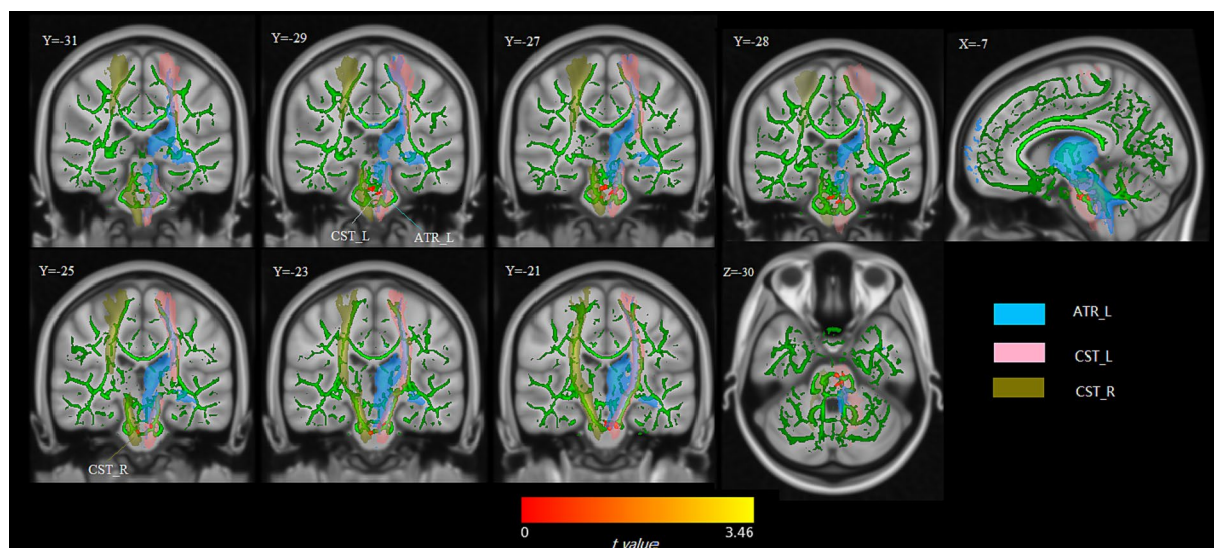 Y=-31
Y=-29
Y=-27
Y=-28
X=-7
CST_L
ATR_L
Y=-25
Y=-23
Y=-21
Z=-30
CST_R
ATR_L
CST_L
CST_R
0
3.46
t value